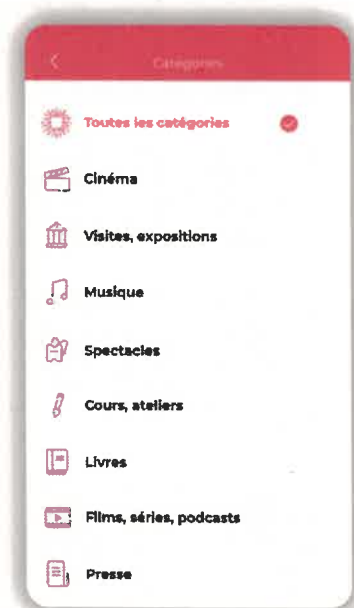 Catégories
Toutes les catégories
Cinéma
Visites, expositions
Musique
Spectacles
Cours, ateliers
Livres
Films, séries, podcasts
Presse